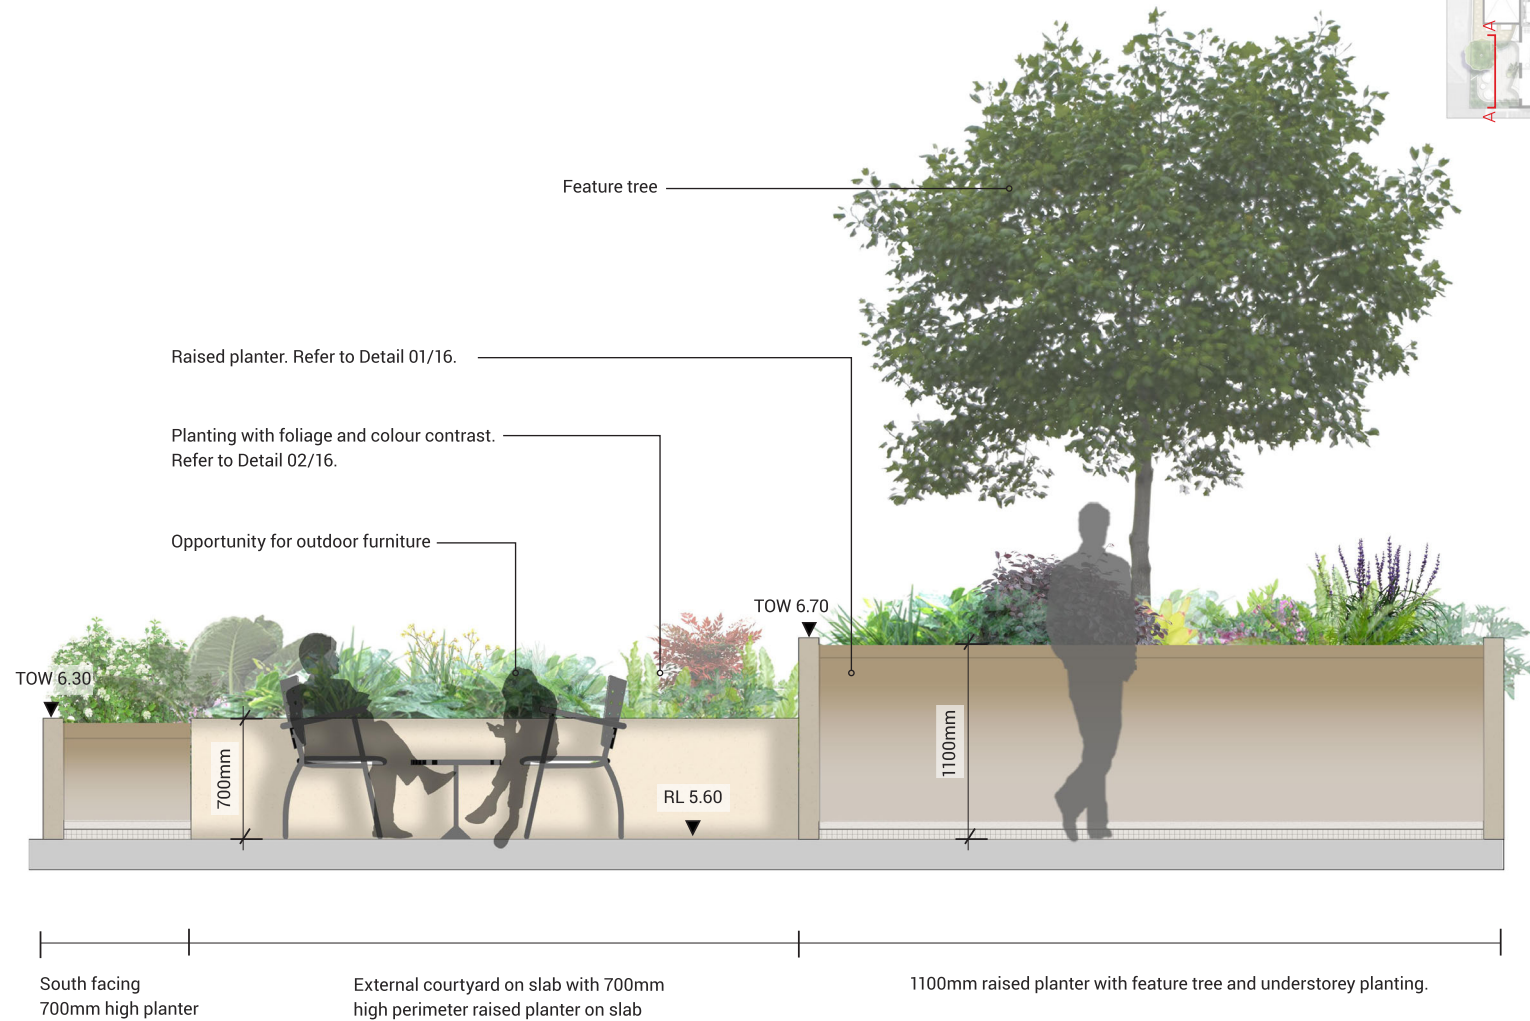 A
A
Feature tree
Raised planter. Refer to Detail 01/16.
Planting with foliage and colour contrast.
Refer to Detail 02/16.
Opportunity for outdoor furniture
TOW 6.70
TOW 6.30
700mm
1100mm
RL 5.60
South facing
700mm high planter
External courtyard on slab with 700mm
high perimeter raised planter on slab
1100mm raised planter with feature tree and understorey planting.